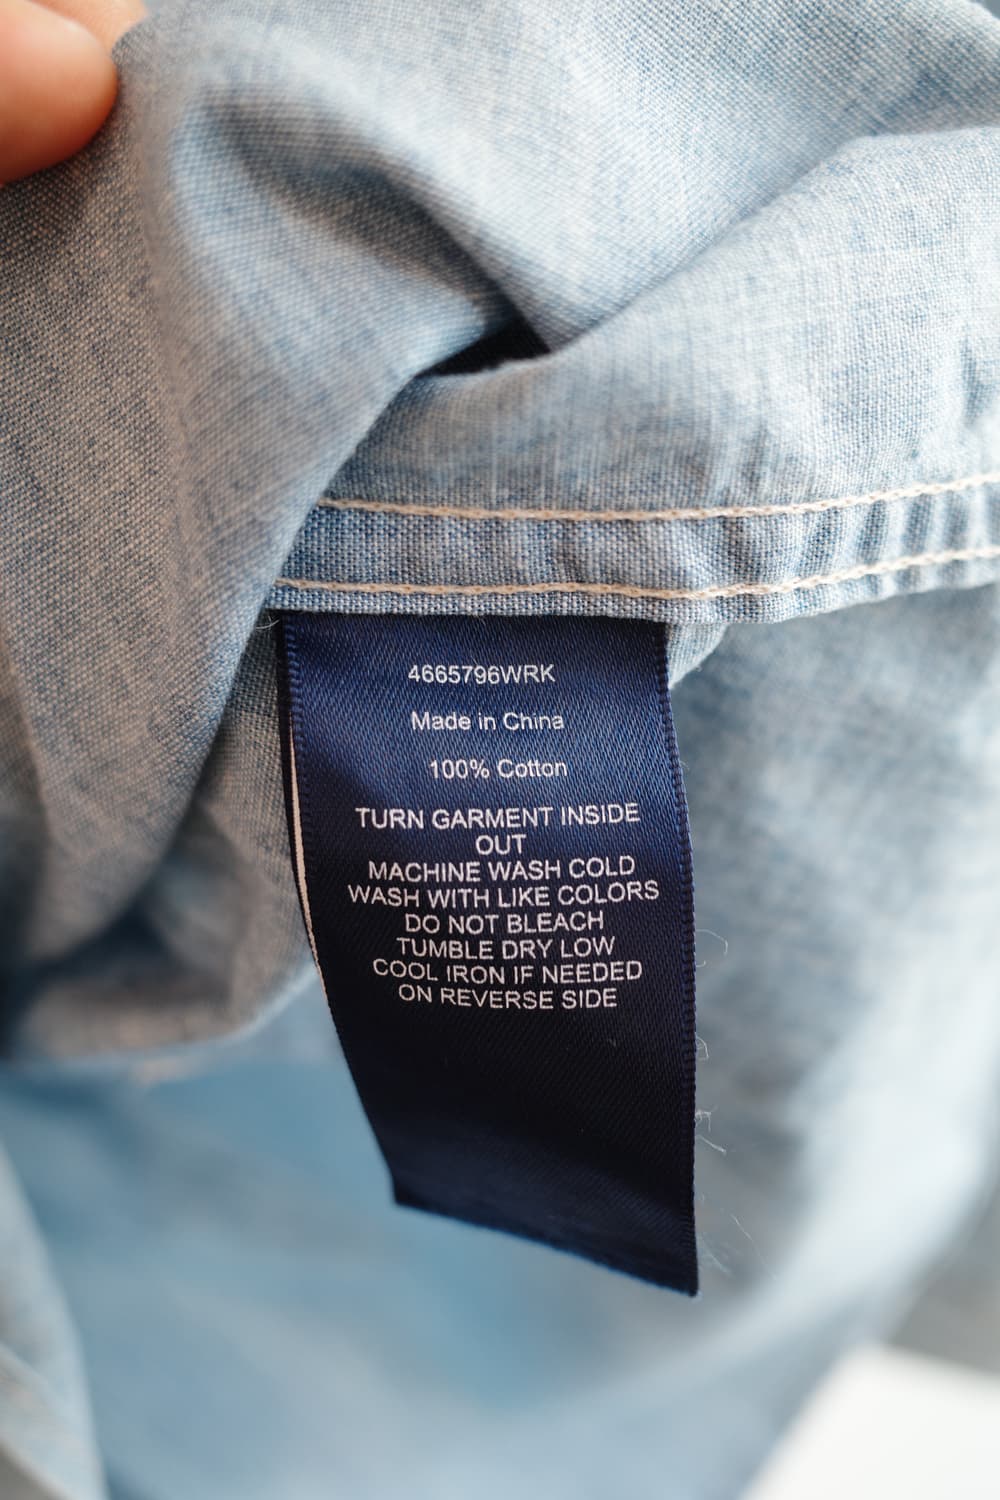 4665796WRK
Made in China
100% Cotton
TURN GARMENT INSIDE
OUT
MACHINE WASH COLD
WASH WITH LIKE COLORS
DO NOT BLEACH
TUMBLE DRY LOW
COOL IRON IF NEEDED
ON REVERSE SIDE